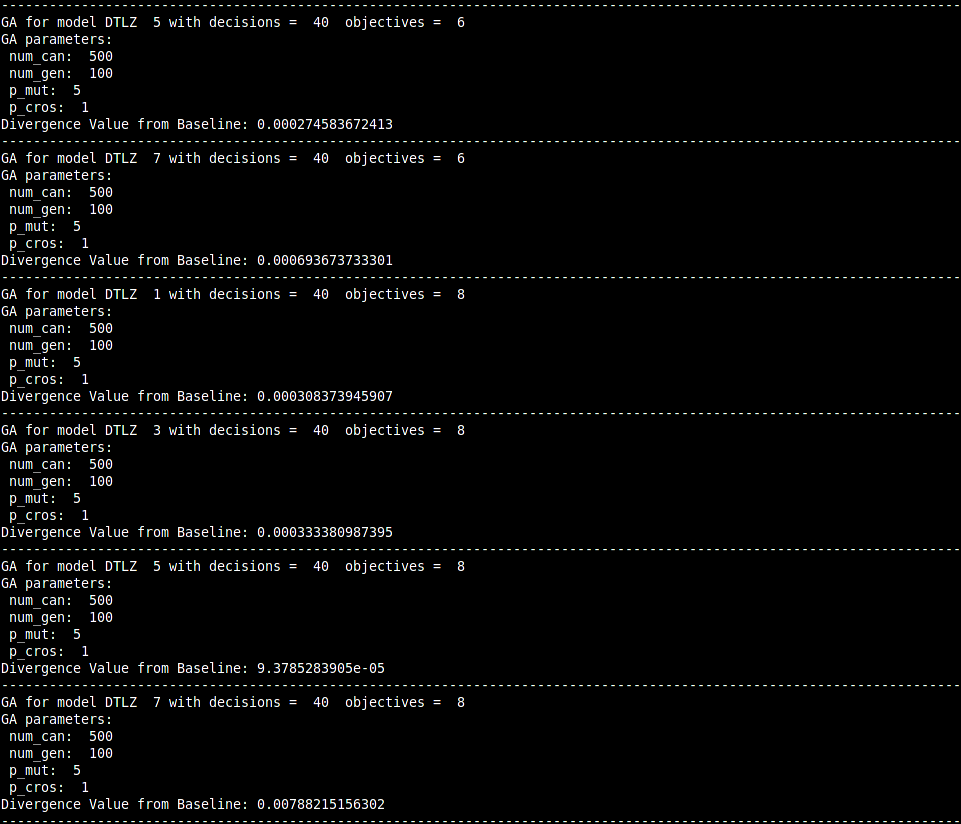 --------------------------------------------------------------------------------------------------------------------------
GA for model DTLZ  5 with decisions =  40  objectives =  6
GA parameters:
 num_can:  500
 num_gen:  100
 p_mut:  5
 p_cros:  1
Divergence Value from Baseline: 0.000274583672413
--------------------------------------------------------------------------------------------------------------------------
GA for model DTLZ  7 with decisions =  40  objectives =  6
GA parameters:
 num_can:  500
 num_gen:  100
 p_mut:  5
 p_cros:  1
Divergence Value from Baseline: 0.000693673733301
--------------------------------------------------------------------------------------------------------------------------
GA for model DTLZ  1 with decisions =  40  objectives =  8
GA parameters:
 num_can:  500
 num_gen:  100
 p_mut:  5
 p_cros:  1
Divergence Value from Baseline: 0.000308373945907
--------------------------------------------------------------------------------------------------------------------------
GA for model DTLZ  3 with decisions =  40  objectives =  8
GA parameters:
 num_can:  500
 num_gen:  100
 p_mut:  5
 p_cros:  1
Divergence Value from Baseline: 0.000333380987395
--------------------------------------------------------------------------------------------------------------------------
GA for model DTLZ  5 with decisions =  40  objectives =  8
GA parameters:
 num_can:  500
 num_gen:  100
 p_mut:  5
 p_cros:  1
Divergence Value from Baseline: 9.3785283905e-05
--------------------------------------------------------------------------------------------------------------------------
GA for model DTLZ  7 with decisions =  40  objectives =  8
GA parameters:
 num_can:  500
 num_gen:  100
 p_mut:  5
 p_cros:  1
Divergence Value from Baseline: 0.00788215156302
--------------------------------------------------------------------------------------------------------------------------